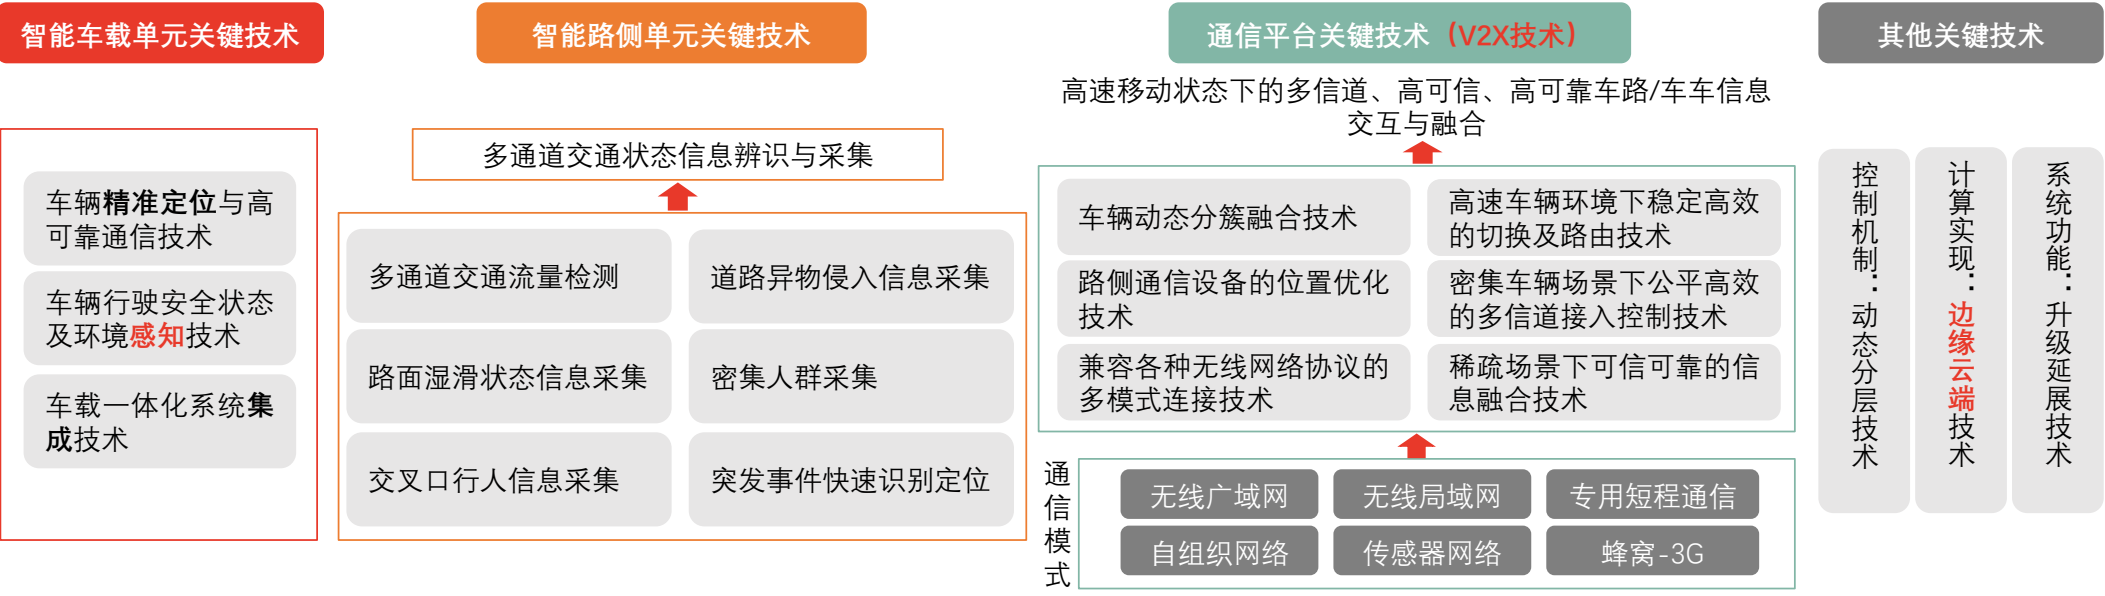 智能车载单元关键技术
车辆精准定位与高
可靠通信技术
车辆行驶安全状态
及环境感知技术
车载一体化系统集
成技术
智能路侧单元关键技术
多通道交通状态信息辨识与采集
多通道交通流量检测
道路异物侵入信息采集
路面湿滑状态信息采集
密集人群采集
交叉口行人信息采集
突发事件快速识别定位
通信平台关键技术（V2X技术）
高速移动状态下的多信道、高可信、高可靠车路/车车信息
交互与融合
车辆动态分簇融合技术
高速车辆环境下稳定高效
的切换及路由技术
路侧通信设备的位置优化
技术
密集车辆场景下公平高效
的多信道接入控制技术
兼容各种无线网络协议的
多模式连接技术
稀疏场景下可信可靠的信
息融合技术
通信模式
无线广域网
无线局域网
专用短程通信
自组织网络
传感器网络
蜂窝-3G
其他关键技术
控制机制：动态分层技术
计算实现：边缘云端技术
系统功能：升级延展技术